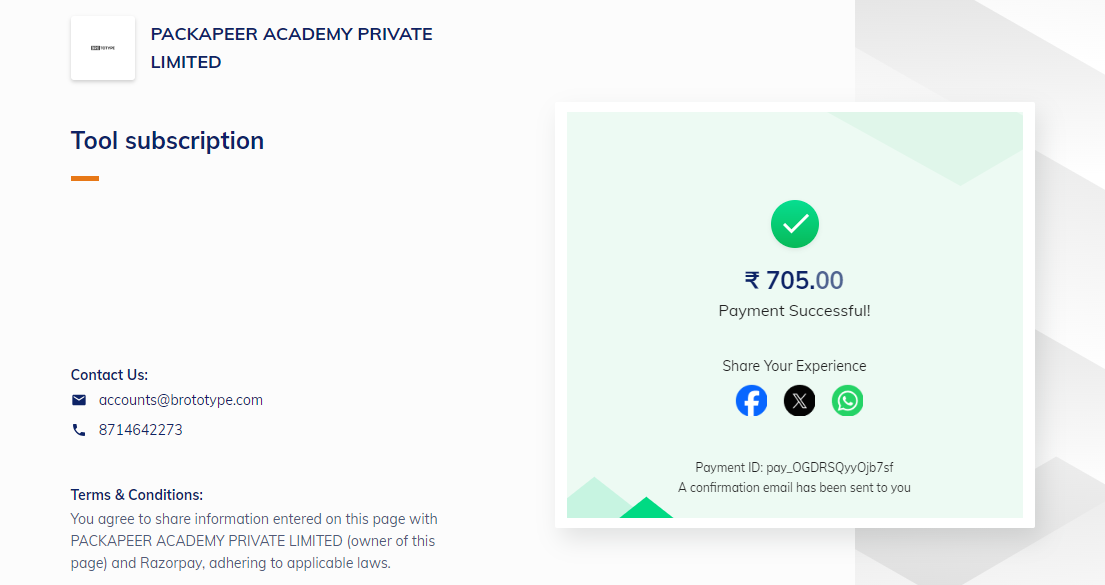 BROTOTYPE
PACKAPEER ACADEMY PRIVATE
LIMITED
Tool subscription
Contact Us:
accounts@brototype.com
8714642273
Terms & Conditions:
You agree to share information entered on this page with
PACKAPEER ACADEMY PRIVATE LIMITED (owner of this
page) and Razorpay, adhering to applicable laws.
₹ 705.00
Payment Successful!
Share Your Experience
Payment ID: pay_OGDRSQyyOjb7sf
A confirmation email has been sent to you